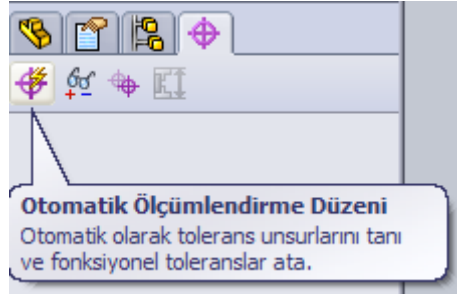 Otomatik Ölçümlendirme Düzeni
Otomatik olarak tolerans unsurlarını tanı
ve fonksiyonel toleranslar ata.